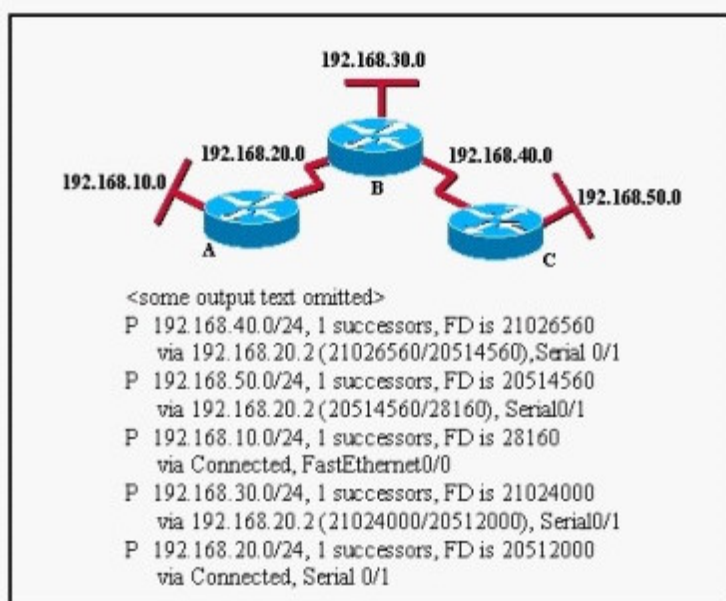 192.168.30.0
192.168.20.0
192.168.40.0
192.168.10.0
192.168.50.0
B
A
C
<some output text omitted>
P 192.168.40.0/24, 1 successors, FD is 21026560
via 192.168.20.2 (21026560/20514560),Serial 0/1
P 192.168.50.0/24, 1 successors, FD is 20514560
via 192.168.20.2 (20514560/28160), Serial0/1
P 192.168.10.0/24, 1 successors, FD is 28160
via Connected, FastEthernet0/0
P 192.168.30.0/24, 1 successors, FD is 21024000
via 192.168.20.2 (21024000/20512000), Serial0/1
P 192.168.20.0/24, 1 successors, FD is 20512000
via Connected, Serial 0/1